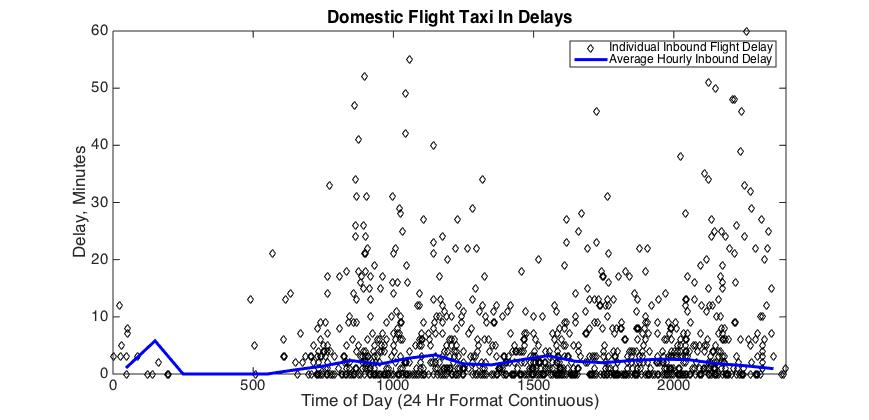 Domestic Flight Taxi In Delays
Individual Inbound Flight Delay
Average Hourly Inbound Delay
60
50
40
30
20
10
0
Delay, Minutes
0
500
1000
1500
2000
Time of Day (24 Hr Format Continuous)